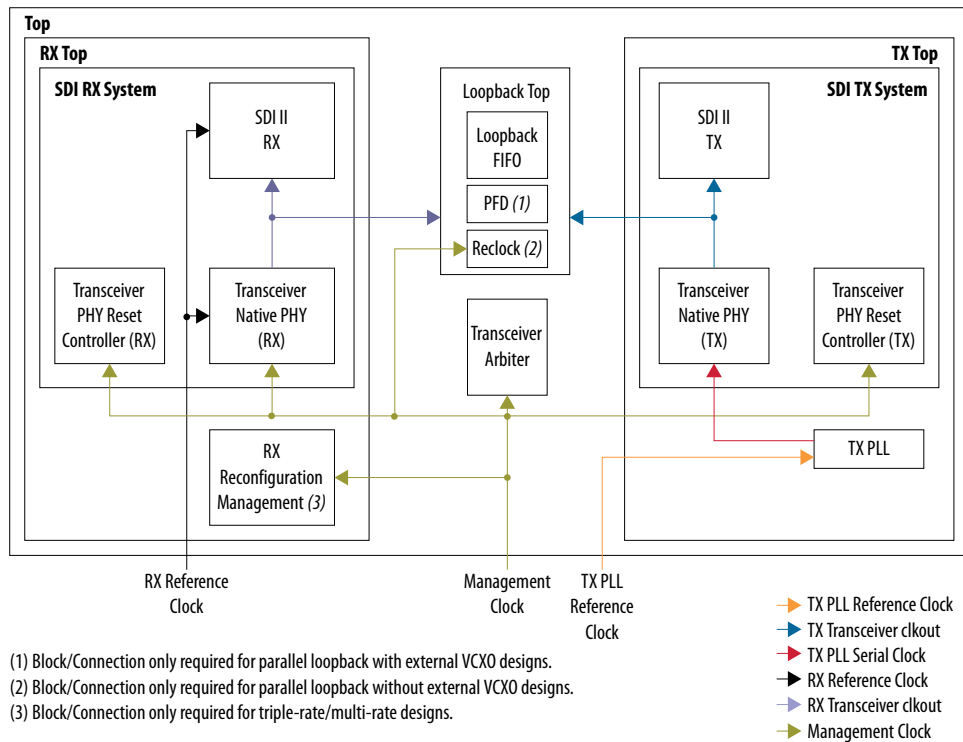 Top
RX Top
SDI RX System
SDI II
RX
Transceiver
PHY Reset
Controller (RX)
Transceiver
Native PHY
(RX)
RX
Reconfiguration
Management (3)
Loopback Top
Loopback
FIFO
PFD (1)
Reclock (2)
Transceiver
Arbiter
TX Top
SDI TX System
SDI II
TX
Transceiver
Native PHY
(TX)
Transceiver
PHY Reset
Controller (TX)
TX PLL
RX Reference
Clock
Management
Clock
TX PLL
Reference
Clock
TX PLL Reference Clock
TX Transceiver clkout
TX PLL Serial Clock
RX Reference Clock
RX Transceiver clkout
Management Clock
(1) Block/Connection only required for parallel loopback with external VCXO designs.
(2) Block/Connection only required for parallel loopback without external VCXO designs.
(3) Block/Connection only required for triple-rate/multi-rate designs.